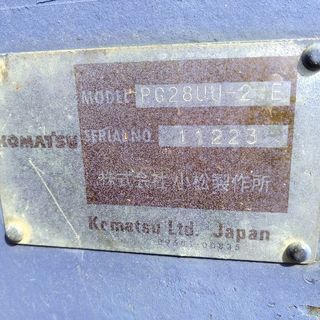 MODEL PC28UU-2-E
KOMATSU SERIAL NO. 11223
株式会社 小松製作所
Komatsu Ltd. Japan